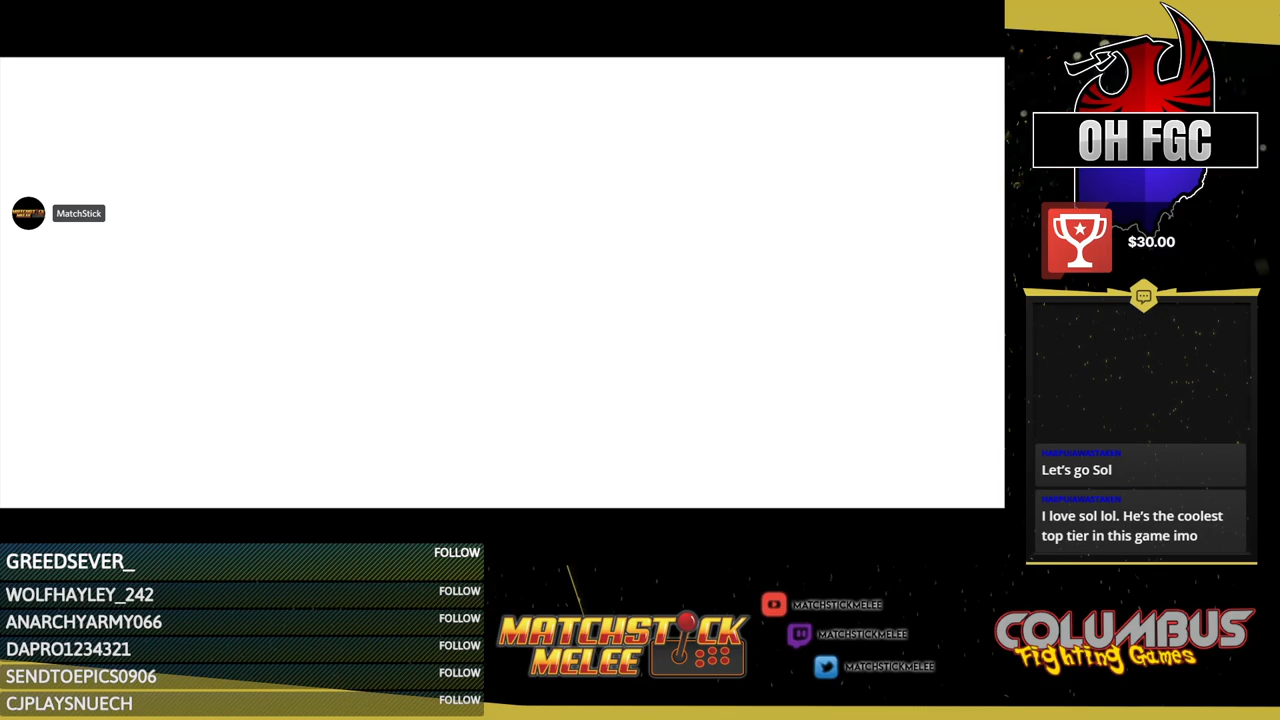 OH FGC
$30.00
MatchStick
HARPUIAWASTAKEN
Let's go Sol
HARPUIAWASTAKEN
I love sol lol. He's the coolest
top tier in this game imo
GREEDSEVER_ FOLLOW
WOLFHAYLEY_242 FOLLOW
ANARCHYARMY066 FOLLOW
DAPRO1234321 FOLLOW
SENDTOEPICS0906 FOLLOW
CJPLAYSNUECH FOLLOW
MATCHSTICK
MELEE
MATCHSTICKMELEE
MATCHSTICKMELEE
MATCHSTICKMELEE
COLUMBUS
Fighting Games